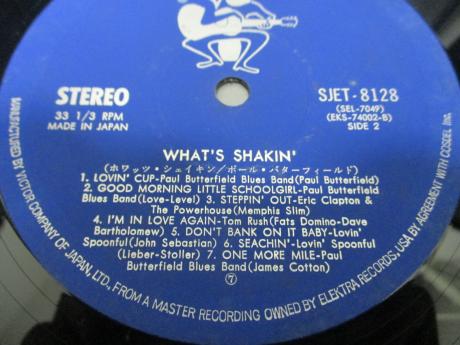 STEREO
33 1/3 RPM
MADE IN JAPAN
SJET-8128
(SEL-7049)
(EKS-74002-B)
SIDE 2
WHAT'S SHAKIN'
(ホワッツ・シェイキン/ポール・バターフィールド)
1. LOVIN' CUP-Paul Butterfield Blues Band(Paul Butterfield)
2. GOOD MORNING LITTLE SCHOOLGIRL-Paul Butterfield
Blues Band(Love-Level) 3. STEPPIN' OUT-Eric Clapton &
The Powerhouse(Memphis Slim)
4. I'M IN LOVE AGAIN-Tom Rush(Fats Domino-Dave
Bartholomew) 5. DON'T BANK ON IT BABY-Lovin'
Spoonful(John Sebastian) 6. SEACHIN'-Lovin' Spoonful
(Lieber-Stoller) 7. ONE MORE MILE-Paul
Butterfield Blues Band(James Cotton)
⑦
MANUFACTURED BY VICTOR COMPANY OF JAPAN, LTD., FROM A MASTER RECORDING OWNED BY ELEKTRA RECORDS, USA BY AGREEMENT WITH COSDEL Inc.